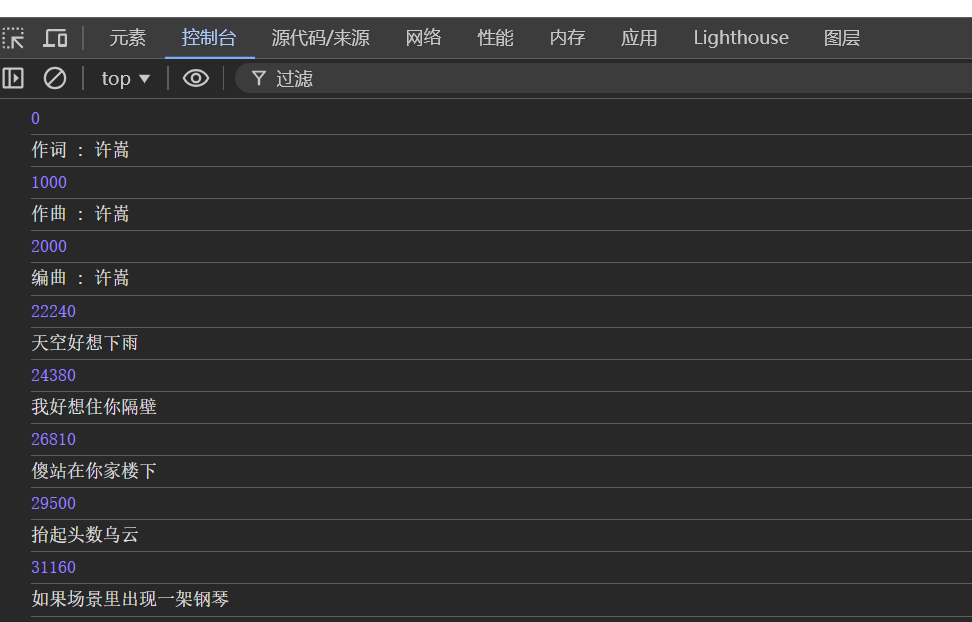 元素 控制台 源代码/来源 网络 性能 内存 应用 Lighthouse 图层
top 过滤
0
作词 : 许嵩
1000
作曲 : 许嵩
2000
编曲 : 许嵩
22240
天空好想下雨
24380
我好想住你隔壁
26810
傻站在你家楼下
29500
抬起头数乌云
31160
如果场景里出现一架钢琴